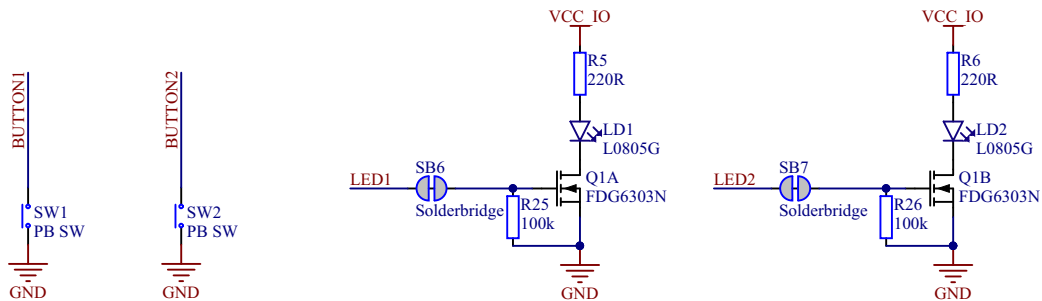 BUTTON1
SW1
PB SW
GND
BUTTON2
SW2
PB SW
GND
VCC_IO
R5
220R
LD1
L0805G
LED1
SB6
Solderbridge
R25
100k
Q1A
FDG6303N
GND
VCC_IO
R6
220R
LD2
L0805G
LED2
SB7
Solderbridge
R26
100k
Q1B
FDG6303N
GND